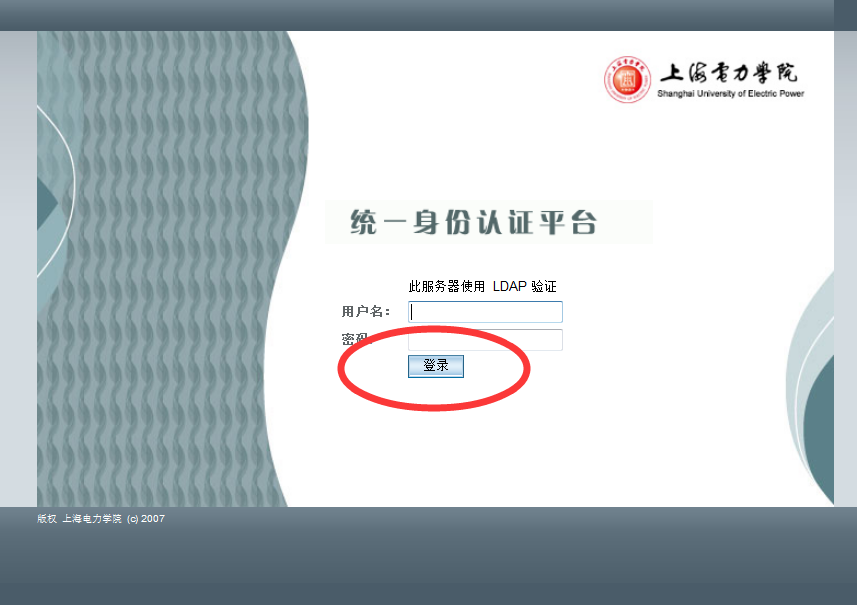 上海電力學院
Shanghai University of Electric Power
统一身份认证平台
此服务器使用 LDAP 验证
用户名：
密码：
登录
版权 上海电力学院 (c) 2007